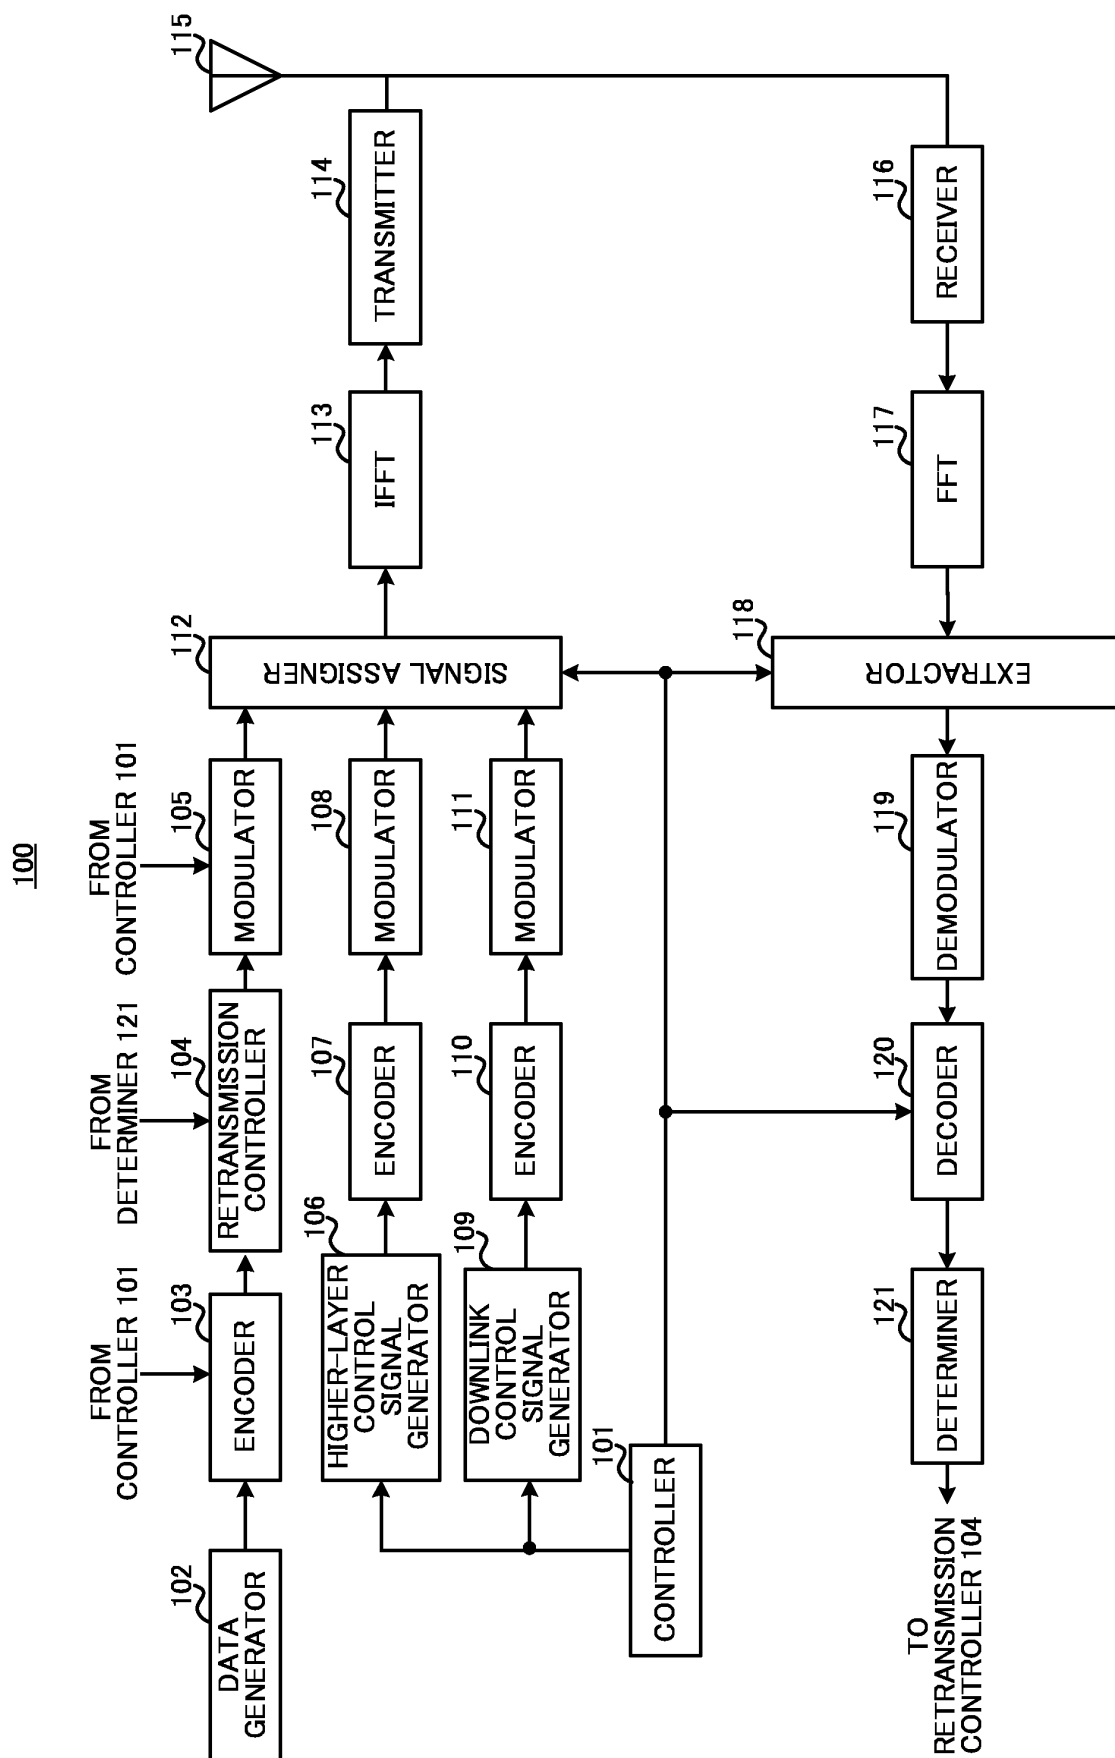 100
FROM
CONTROLLER 101
FROM
DETERMINER 121
FROM
CONTROLLER 101
102
DATA
GENERATOR
103
ENCODER
104
RETRANSMISSION
CONTROLLER
105
MODULATOR
112
SIGNAL ASSIGNER
113
IFFT
114
TRANSMITTER
115
106
HIGHER-LAYER
CONTROL
SIGNAL
GENERATOR
107
ENCODER
108
MODULATOR
109
DOWNLINK
CONTROL
SIGNAL
GENERATOR
110
ENCODER
111
MODULATOR
101
CONTROLLER
116
RECEIVER
117
FFT
118
EXTRACTOR
119
DEMODULATOR
120
DECODER
121
DETERMINER
TO
RETRANSMISSION
CONTROLLER 104